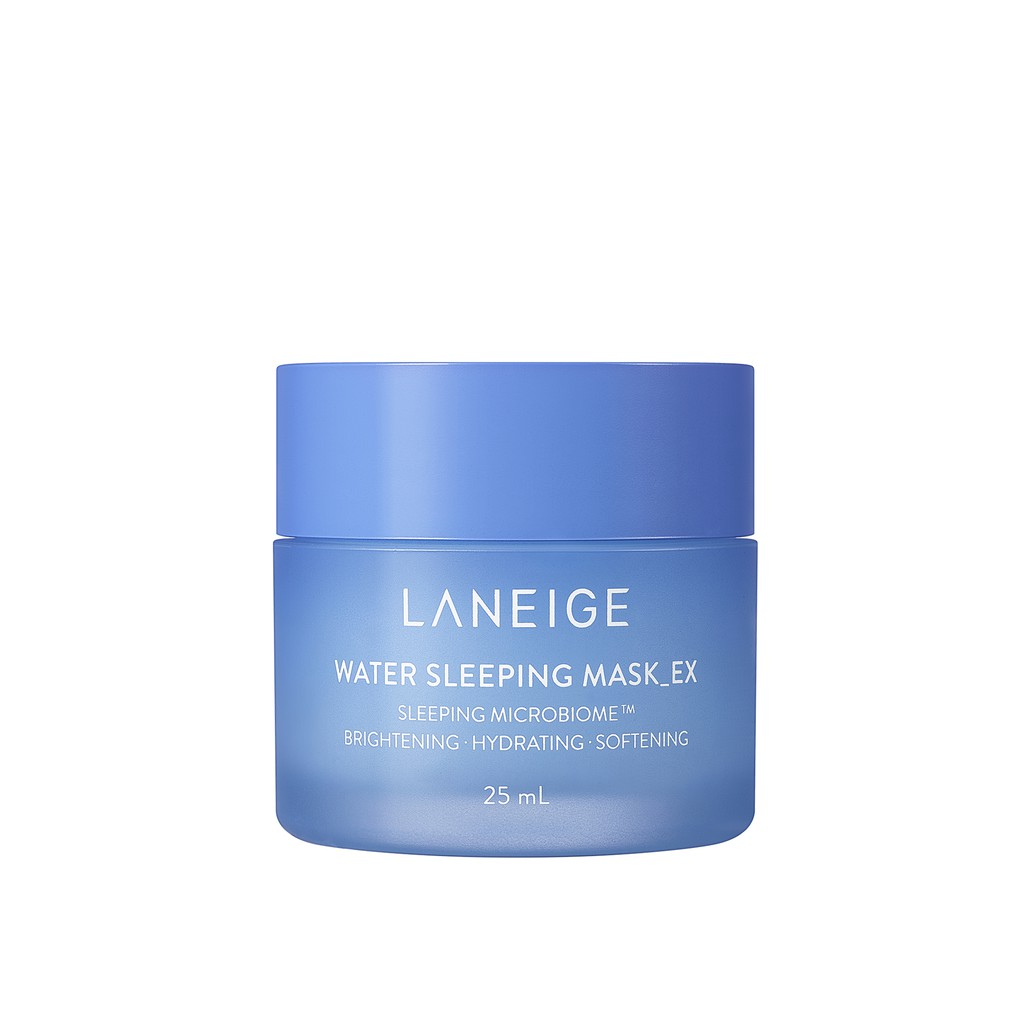 LANEIGE
WATER SLEEPING MASK_EX
SLEEPING MICROBIOME™
BRIGHTENING · HYDRATING · SOFTENING
25 mL